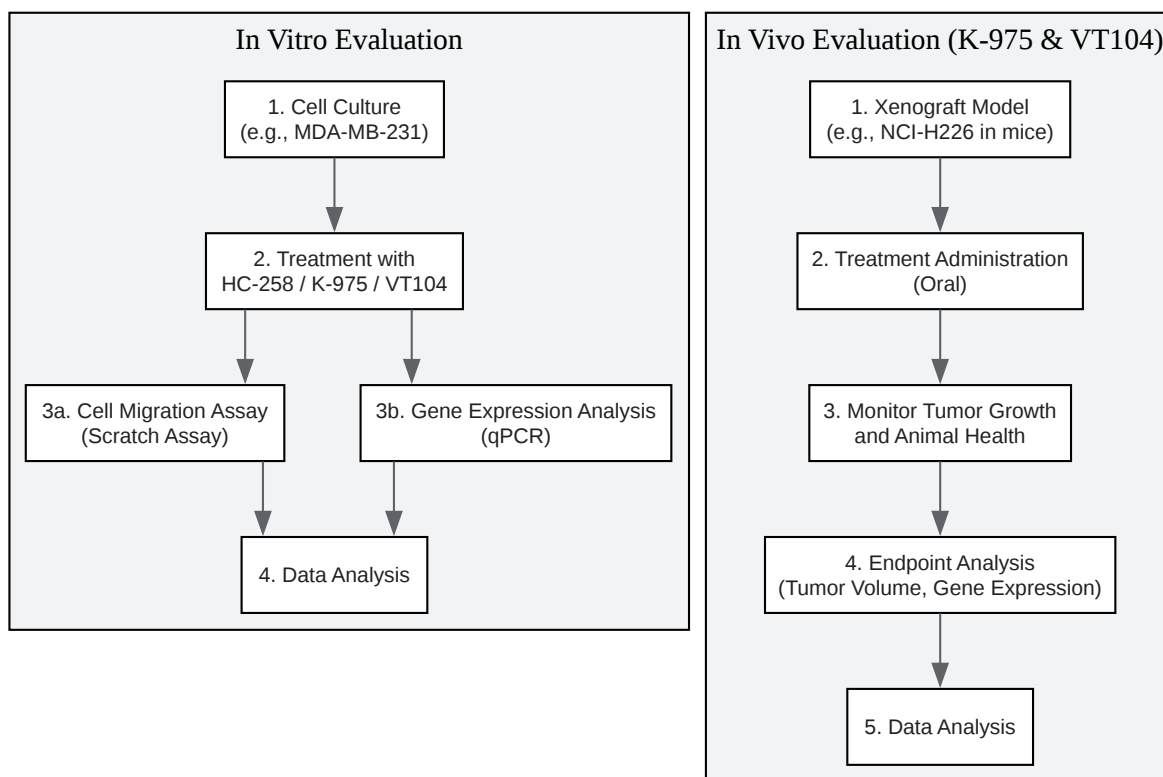 In Vitro Evaluation
1. Cell Culture
(e.g., MDA-MB-231)
2. Treatment with
HC-258 / K-975 / VT104
3a. Cell Migration Assay
(Scratch Assay)
3b. Gene Expression Analysis
(qPCR)
4. Data Analysis
In Vivo Evaluation (K-975 & VT104)
1. Xenograft Model
(e.g., NCI-H226 in mice)
2. Treatment Administration
(Oral)
3. Monitor Tumor Growth
and Animal Health
4. Endpoint Analysis
(Tumor Volume, Gene Expression)
5. Data Analysis